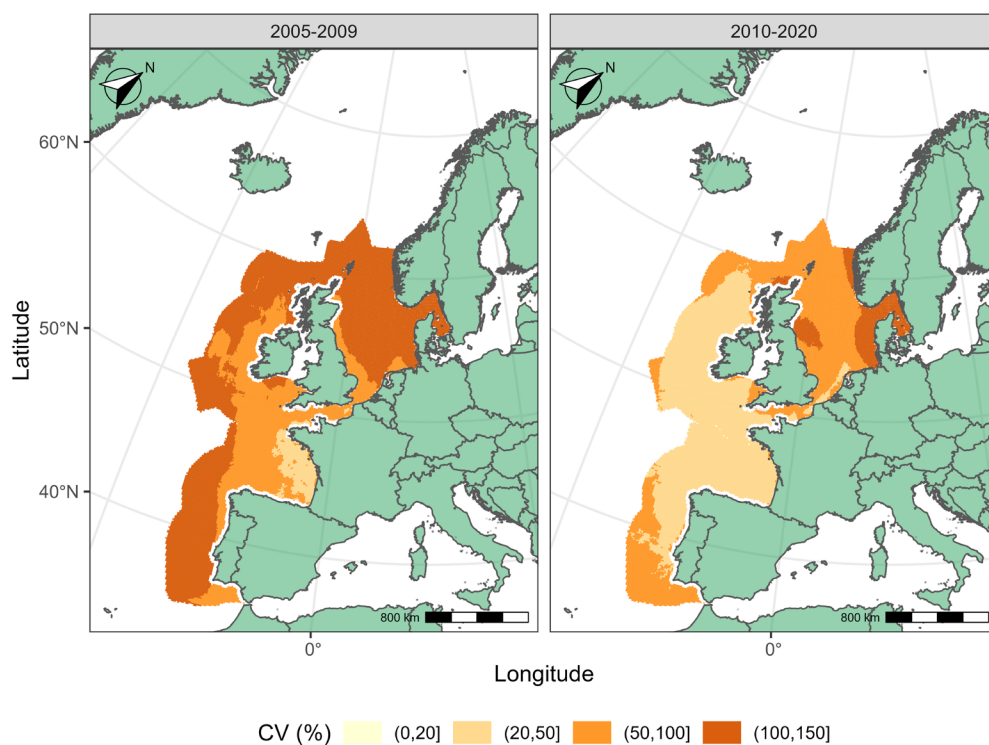 2005-2009
2010-2020
N
N
60°N
50°N
40°N
Latitude
800 km
800 km
0°
0°
Longitude
CV (%) (0,20] (20,50] (50,100] (100,150]